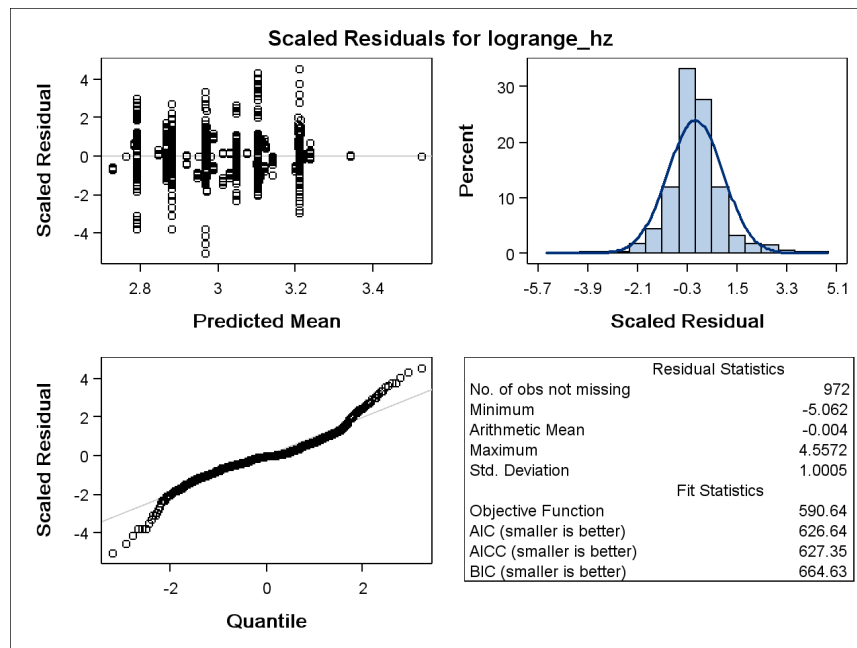 Scaled Residuals for logrange_hz
Scaled Residual
4
2
0
-2
-4
2.8
3
3.2
3.4
Predicted Mean
Percent
30
20
10
0
-5.7
-3.9
-2.1
-0.3
1.5
3.3
5.1
Scaled Residual
Scaled Residual
4
2
0
-2
-4
-2
0
2
Quantile
Residual Statistics
No. of obs not missing 972
Minimum -5.062
Arithmetic Mean -0.004
Maximum 4.5572
Std. Deviation 1.0005
Fit Statistics
Objective Function 590.64
AIC (smaller is better) 626.64
AICC (smaller is better) 627.35
BIC (smaller is better) 664.63